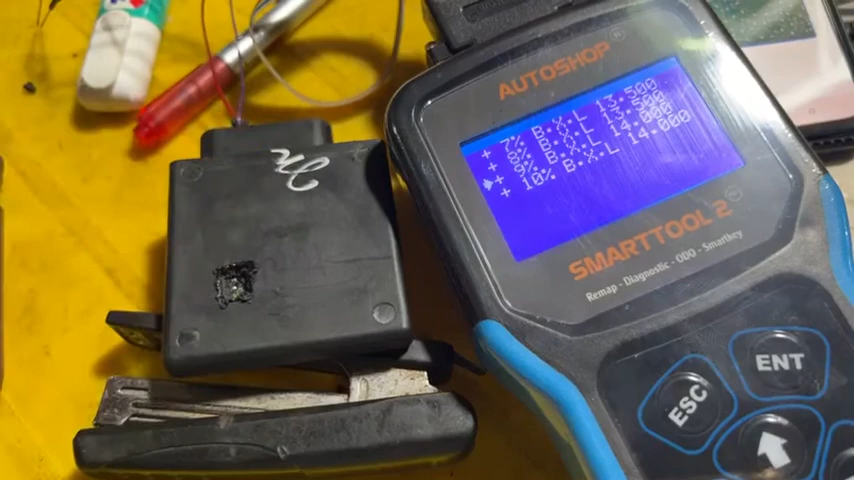 AUTOSHOP
+ 7% B.X.L 13.500
+ 8% B.X.L 13.500
+ 9% B.X.L 14.000
+ 10% B.X.L 14.000
SMARTTOOL 2
Remap - Diagnostic - ODO - Smartkey
ESC
ENT